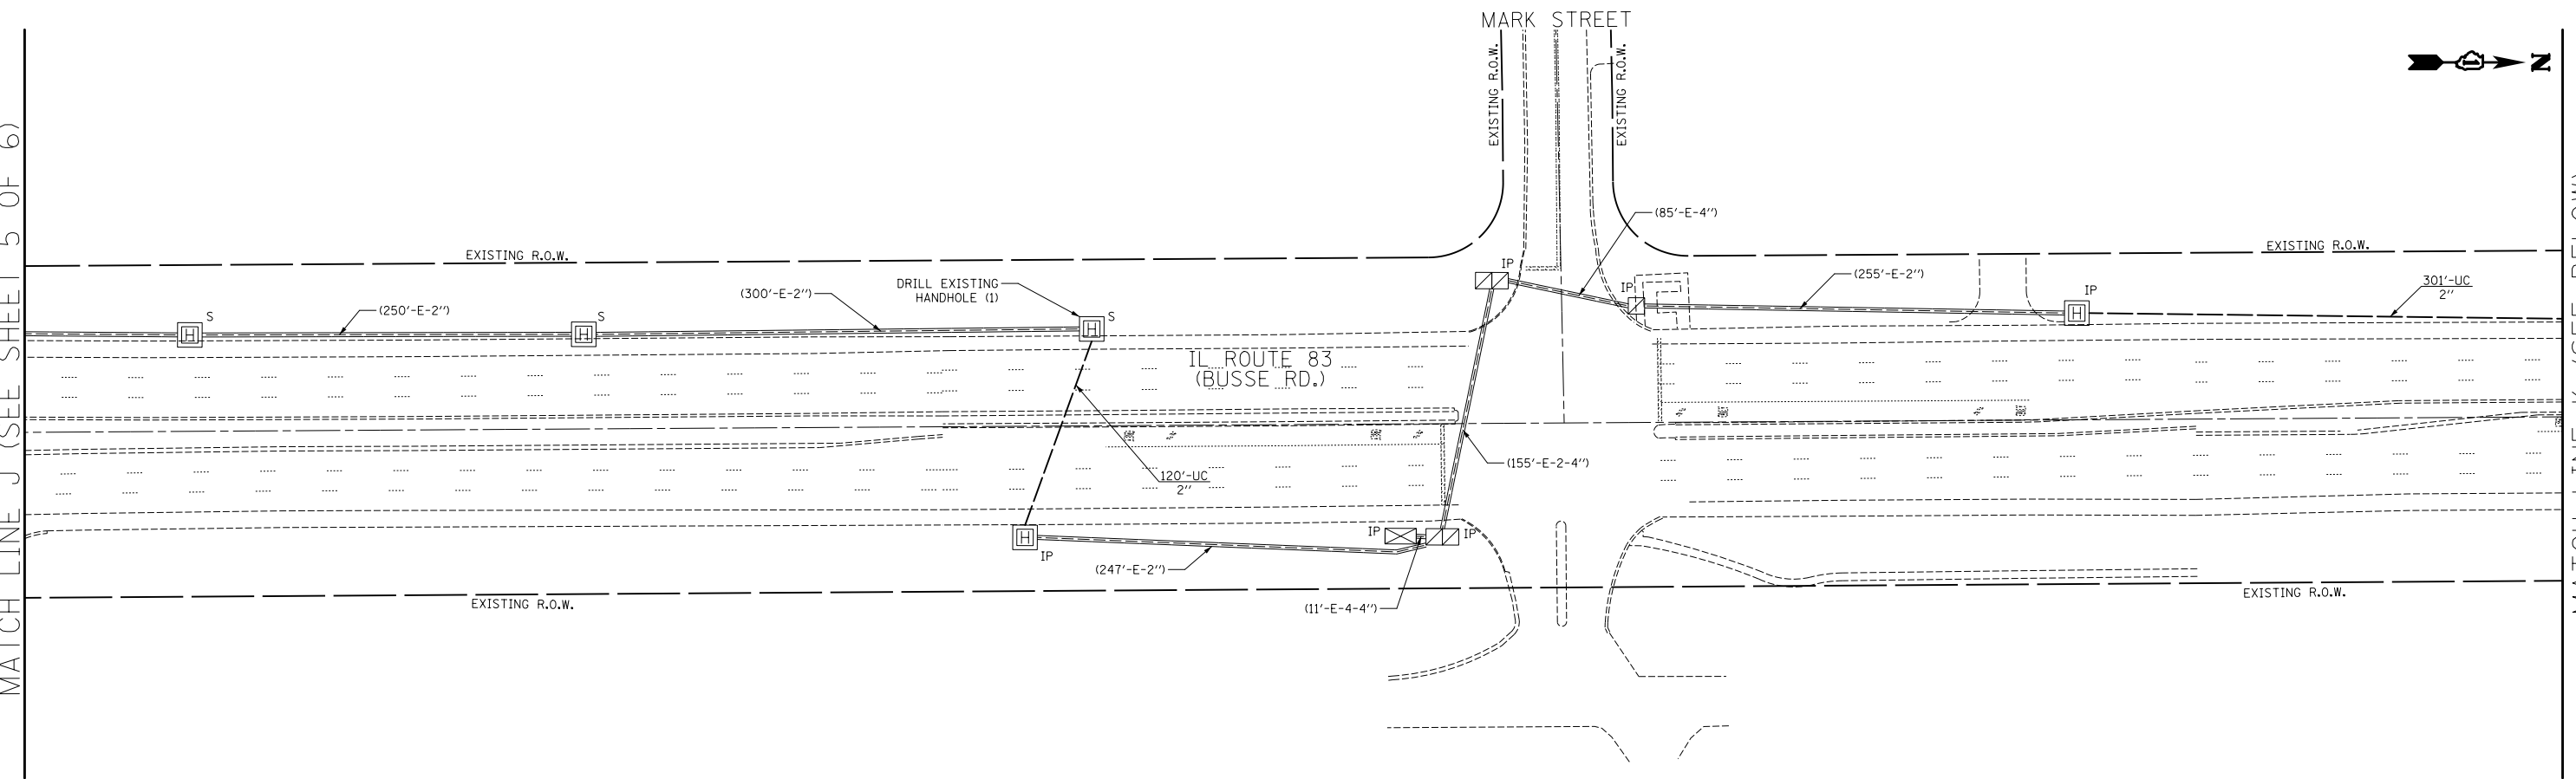 MARK STREET
EXISTING R.O.W.
EXISTING R.O.W.
N
MATCH LINE J (SEE SHEET 5 OF 6)
EXISTING R.O.W.
EXISTING R.O.W.
(85'-E-4'')
IP
DRILL EXISTING
HANDHOLE (1)
(255'-E-2'')
301'-UC
2''
(300'-E-2'')
(250'-E-2'')
IP
IP
S
H
S
H
S
H
H
IL ROUTE 83
(BUSSE RD.)
(155'-E-2-4'')
120'-UC
2''
IP
IP
H
IP
(247'-E-2'')
(11'-E-4-4'')
EXISTING R.O.W.
EXISTING R.O.W.